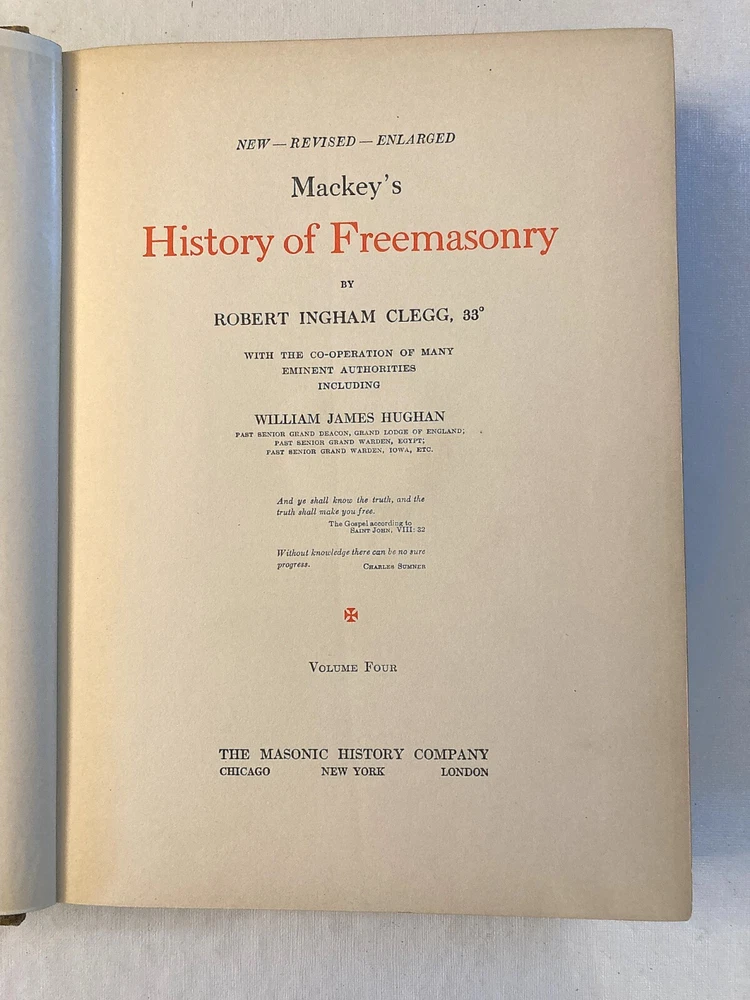 NEW—REVISED—ENLARGED
Mackey's
History of Freemasonry
BY
ROBERT INGHAM CLEGG, 33°
WITH THE CO-OPERATION OF MANY
EMINENT AUTHORITIES
INCLUDING
WILLIAM JAMES HUGHAN
PAST SENIOR GRAND DEACON, GRAND LODGE OF ENGLAND;
PAST SENIOR GRAND WARDEN, EGYPT;
PAST SENIOR GRAND WARDEN, IOWA, ETC.
And ye shall know the truth, and the
truth shall make you free.
The Gospel according to
SAINT JOHN, VIII: 32
Without knowledge there can be no sure
progress. CHARLES SUMNER
VOLUME FOUR
THE MASONIC HISTORY COMPANY
CHICAGO NEW YORK LONDON